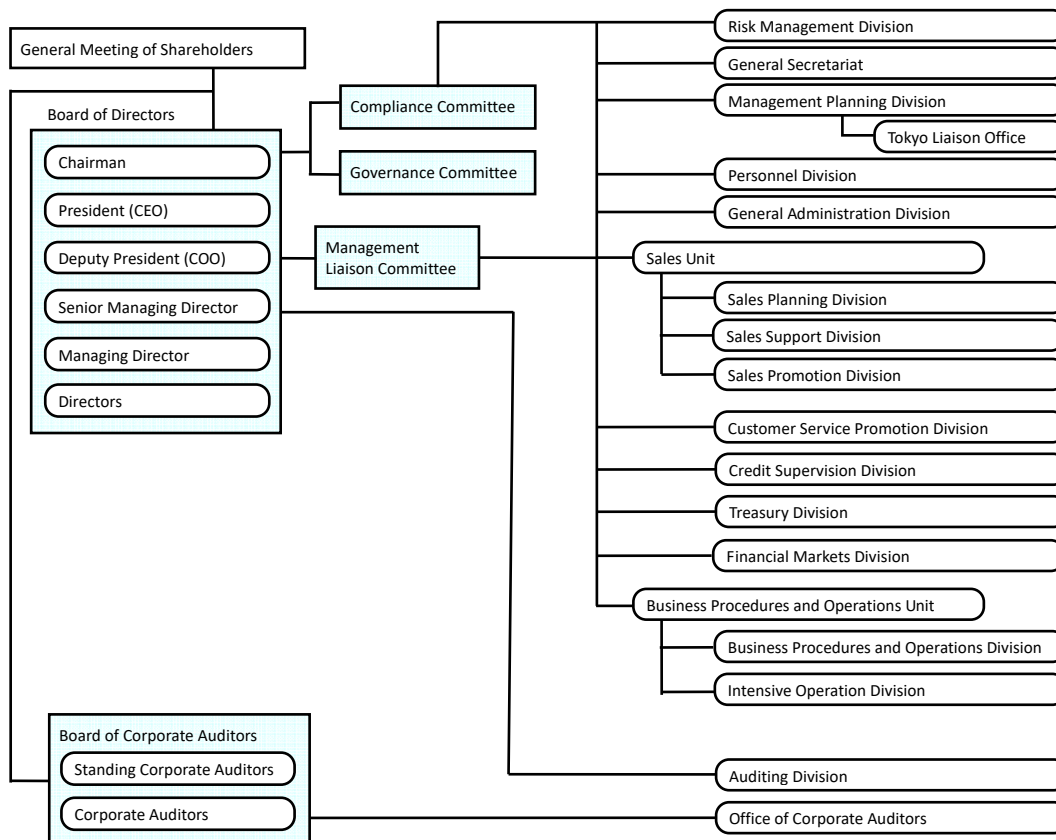 General Meeting of Shareholders
Board of Directors
Chairman
President (CEO)
Deputy President (COO)
Senior Managing Director
Managing Director
Directors
Compliance Committee
Governance Committee
Management
Liaison Committee
Risk Management Division
General Secretariat
Management Planning Division
Tokyo Liaison Office
Personnel Division
General Administration Division
Sales Unit
Sales Planning Division
Sales Support Division
Sales Promotion Division
Customer Service Promotion Division
Credit Supervision Division
Treasury Division
Financial Markets Division
Business Procedures and Operations Unit
Business Procedures and Operations Division
Intensive Operation Division
Board of Corporate Auditors
Standing Corporate Auditors
Corporate Auditors
Auditing Division
Office of Corporate Auditors